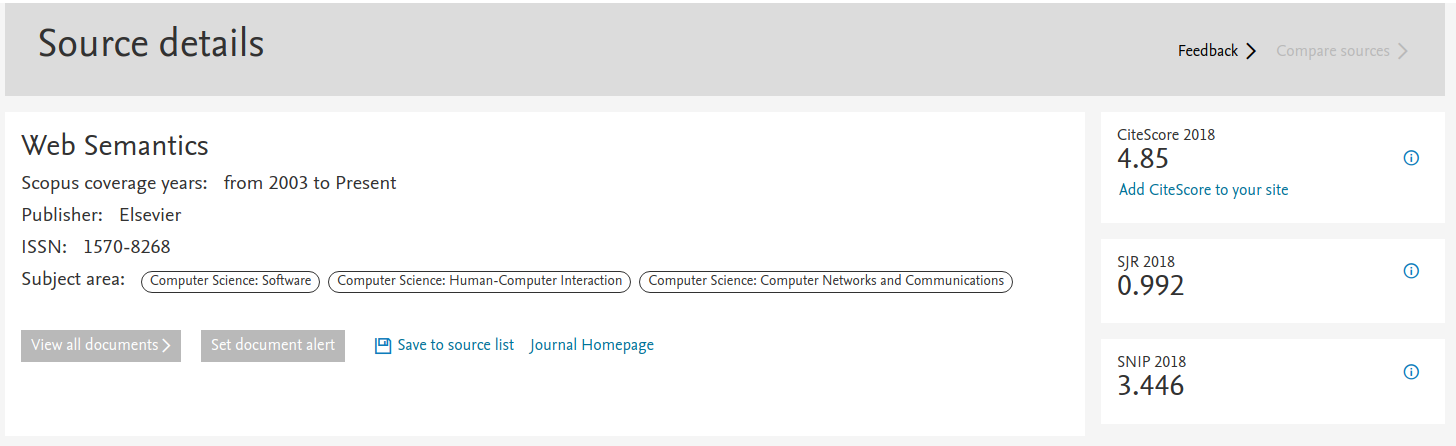 Source details
Feedback
Compare sources
Web Semantics
Scopus coverage years: from 2003 to Present
Publisher: Elsevier
ISSN: 1570-8268
Subject area: Computer Science: Software Computer Science: Human-Computer Interaction Computer Science: Computer Networks and Communications
View all documents Set document alert Save to source list Journal Homepage
CiteScore 2018
4.85
Add CiteScore to your site
SJR 2018
0.992
SNIP 2018
3.446